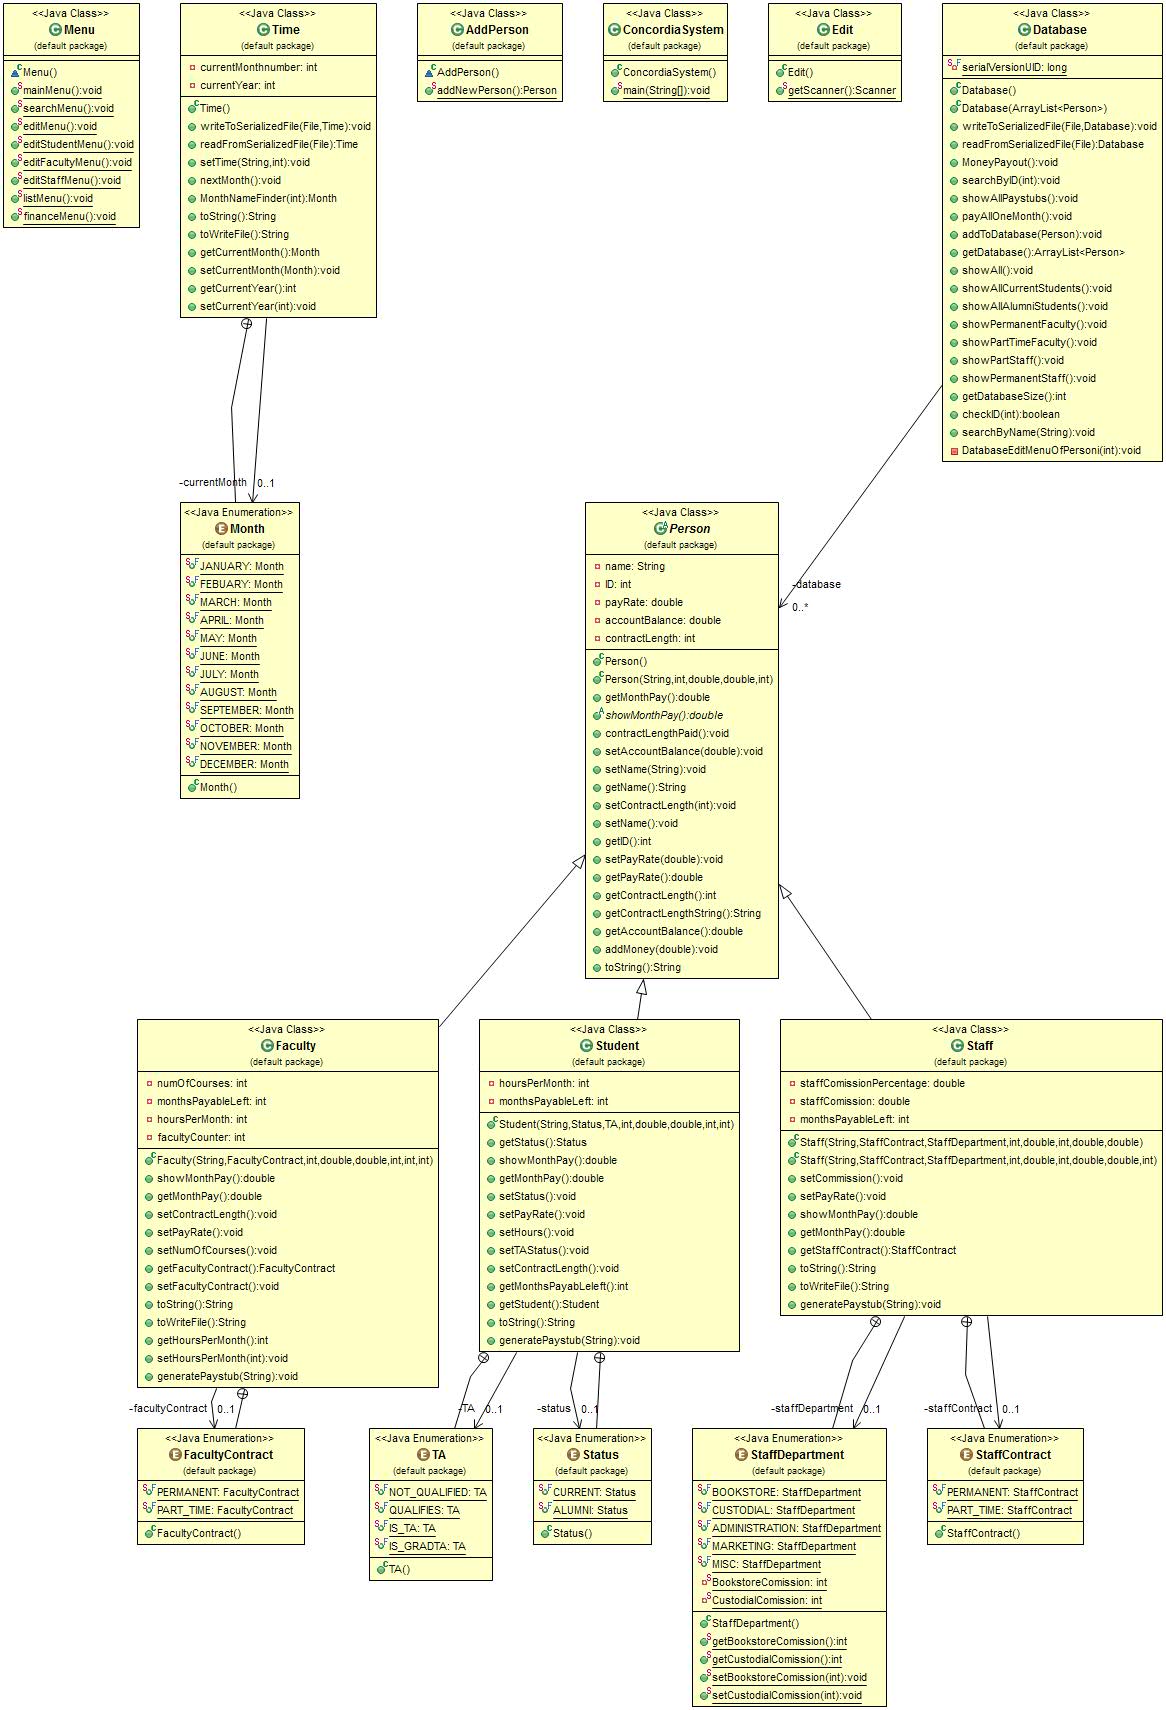 <<Java Class>>
Menu
(default package)
Menu()
mainMenu():void
searchMenu():void
editMenu():void
editStudentMenu():void
editFacultyMenu():void
editStaffMenu():void
listMenu():void
financeMenu():void
<<Java Class>>
Time
(default package)
currentMonthnumber: int
currentYear: int
Time()
writeToSerializedFile(File,Time):void
readFromSerializedFile(File):Time
setTime(String,int):void
nextMonth():void
MonthNameFinder(int):Month
toString():String
toWriteFile():String
getCurrentMonth():Month
setCurrentMonth(Month):void
getCurrentYear():int
setCurrentYear(int):void
<<Java Class>>
AddPerson
(default package)
AddPerson()
addNewPerson():Person
<<Java Class>>
ConcordiaSystem
(default package)
ConcordiaSystem()
main(String[]):void
<<Java Class>>
Edit
(default package)
Edit()
getScanner():Scanner
<<Java Class>>
Database
(default package)
serialVersionUID: long
Database()
Database(ArrayList<Person>)
writeToSerializedFile(File,Database):void
readFromSerializedFile(File):Database
MoneyPayout():void
searchByID(int):void
showAllPaystubs():void
payAllOneMonth():void
addToDatabase(Person):void
getDatabase():ArrayList<Person>
showAll():void
showAllCurrentStudents():void
showAllAlumniStudents():void
showPermanentFaculty():void
showPartTimeFaculty():void
showPartStaff():void
showPermanentStaff():void
getDatabaseSize():int
checkID(int):boolean
searchByName(String):void
DatabaseEditMenuOfPersoni(int):void
-currentMonth
0..1
<<Java Enumeration>>
Month
(default package)
JANUARY: Month
FEBUARY: Month
MARCH: Month
APRIL: Month
MAY: Month
JUNE: Month
JULY: Month
AUGUST: Month
SEPTEMBER: Month
OCTOBER: Month
NOVEMBER: Month
DECEMBER: Month
Month()
-database
0..*
<<Java Class>>
Person
(default package)
name: String
ID: int
payRate: double
accountBalance: double
contractLength: int
Person()
Person(String,int,double,double,int)
getMonthPay():double
showMonthPay():double
contractLengthPaid():void
setAccountBalance(double):void
setName(String):void
getName():String
setContractLength(int):void
setName():void
getID():int
setPayRate(double):void
getPayRate():double
getContractLength():int
getContractLengthString():String
getAccountBalance():double
addMoney(double):void
toString():String
<<Java Class>>
Faculty
(default package)
numOfCourses: int
monthsPayableLeft: int
hoursPerMonth: int
facultyCounter: int
Faculty(String,FacultyContract,int,double,double,int,int,int)
showMonthPay():double
getMonthPay():double
setContractLength():void
setPayRate():void
setNumOfCourses():void
getFacultyContract():FacultyContract
setFacultyContract():void
toString():String
toWriteFile():String
getHoursPerMonth():int
setHoursPerMonth(int):void
generatePaystub(String):void
<<Java Class>>
Student
(default package)
hoursPerMonth: int
monthsPayableLeft: int
Student(String,Status,TA,int,double,double,int,int)
getStatus():Status
showMonthPay():double
getMonthPay():double
setStatus():void
setPayRate():void
setHours():void
setTAStatus():void
setContractLength():void
getMonthsPayabLeleft():int
getStudent():Student
toString():String
generatePaystub(String):void
<<Java Class>>
Staff
(default package)
staffComissionPercentage: double
staffComission: double
monthsPayableLeft: int
Staff(String,StaffContract,StaffDepartment,int,double,int,double,double)
Staff(String,StaffContract,StaffDepartment,int,double,int,double,double,int)
setCommission():void
setPayRate():void
showMonthPay():double
getMonthPay():double
getStaffContract():StaffContract
toString():String
toWriteFile():String
generatePaystub(String):void
-facultyContract
0..1
-TA
0..1
-status
0..1
-staffDepartment
0..1
-staffContract
0..1
<<Java Enumeration>>
FacultyContract
(default package)
PERMANENT: FacultyContract
PART_TIME: FacultyContract
FacultyContract()
<<Java Enumeration>>
TA
(default package)
NOT_QUALIFIED: TA
QUALIFIES: TA
IS_TA: TA
IS_GRADTA: TA
TA()
<<Java Enumeration>>
Status
(default package)
CURRENT: Status
ALUMNI: Status
Status()
<<Java Enumeration>>
StaffDepartment
(default package)
BOOKSTORE: StaffDepartment
CUSTODIAL: StaffDepartment
ADMINISTRATION: StaffDepartment
MARKETING: StaffDepartment
MISC: StaffDepartment
BookstoreComission: int
CustodialComission: int
StaffDepartment()
getBookstoreComission():int
getCustodialComission():int
setBookstoreComission(int):void
setCustodialComission(int):void
<<Java Enumeration>>
StaffContract
(default package)
PERMANENT: StaffContract
PART_TIME: StaffContract
StaffContract()